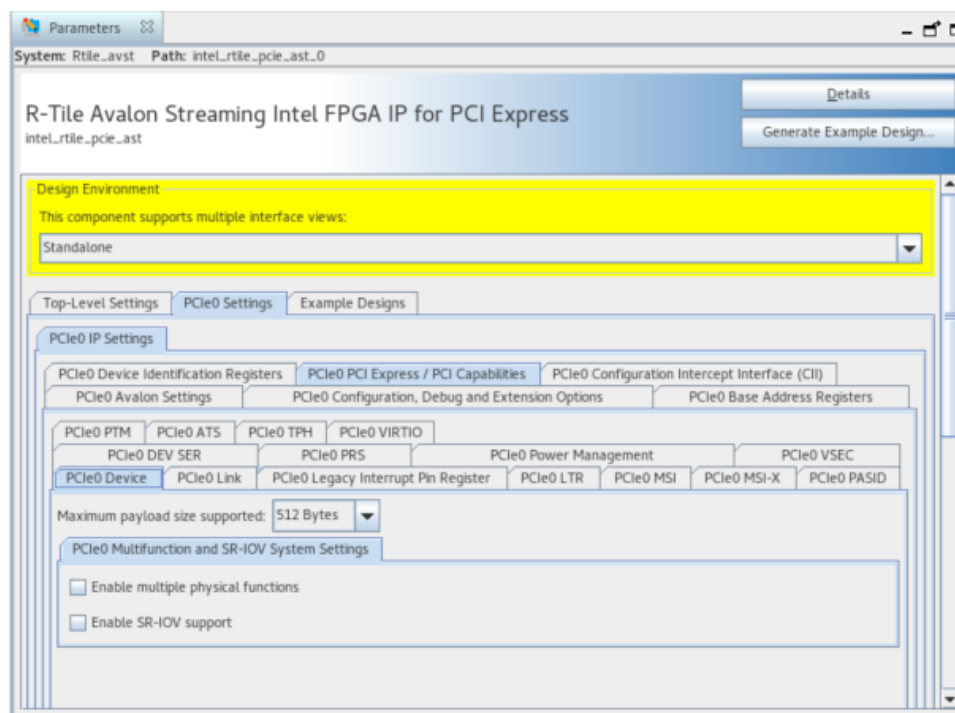 Parameters
System: Rtile_avst Path: intel_rtile_pcie_ast_0
R-Tile Avalon Streaming Intel FPGA IP for PCI Express
intel_rtile_pcie_ast
Details
Generate Example Design...
Design Environment
This component supports multiple interface views:
Standalone
Top-Level Settings PCIe0 Settings Example Designs
PCIe0 IP Settings
PCIe0 Device Identification Registers PCIe0 PCI Express / PCI Capabilities PCIe0 Configuration Intercept Interface (CII)
PCIe0 Avalon Settings PCIe0 Configuration, Debug and Extension Options PCIe0 Base Address Registers
PCIe0 PTM PCIe0 ATS PCIe0 TPH PCIe0 VIRTIO
PCIe0 DEV SER PCIe0 PRS PCIe0 Power Management PCIe0 VSEC
PCIe0 Device PCIe0 Link PCIe0 Legacy Interrupt Pin Register PCIe0 LTR PCIe0 MSI PCIe0 MSI-X PCIe0 PASID
Maximum payload size supported: 512 Bytes
PCIe0 Multifunction and SR-IOV System Settings
Enable multiple physical functions
Enable SR-IOV support